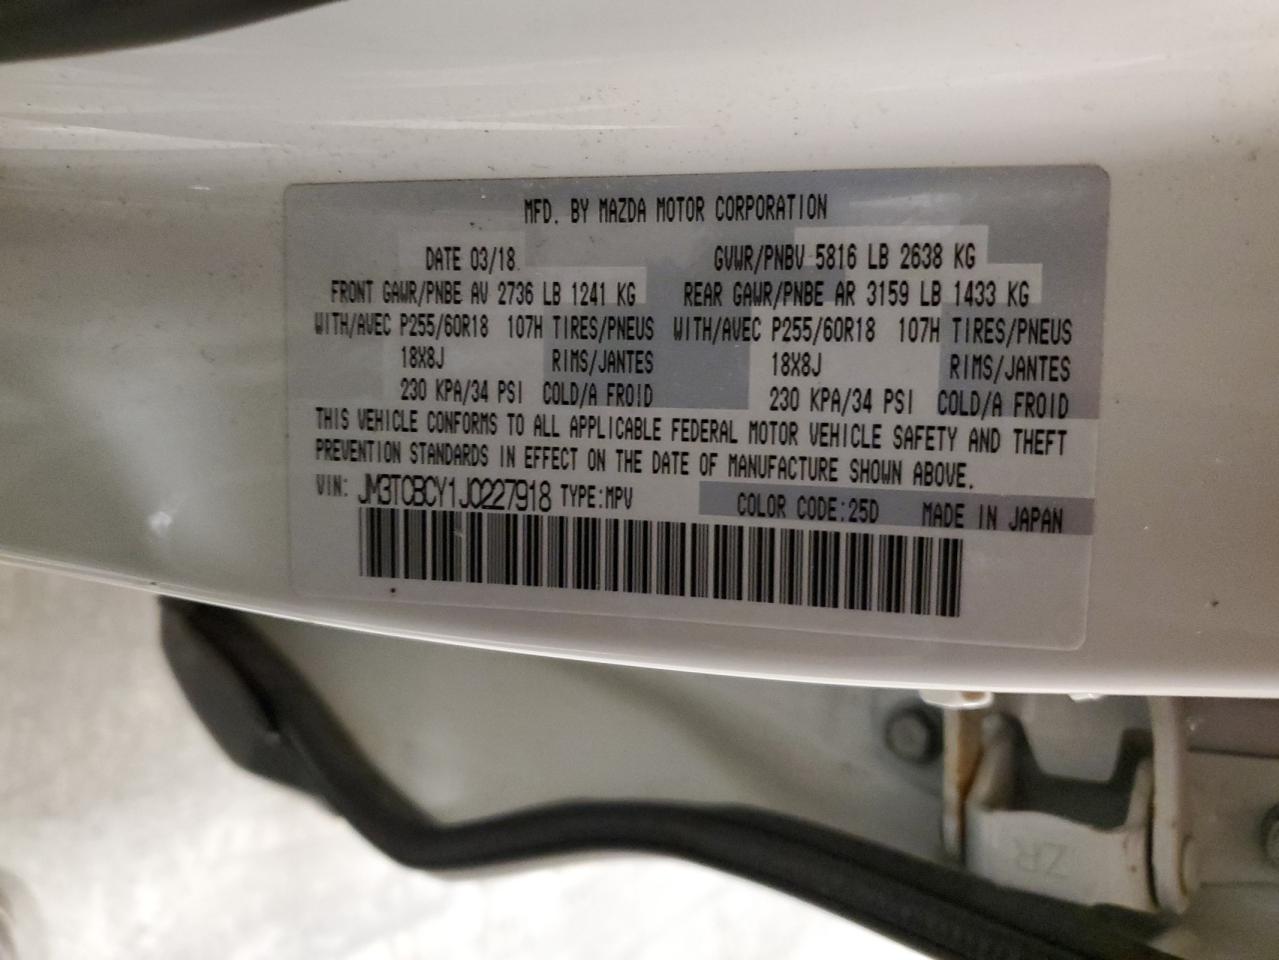 MFD. BY MAZDA MOTOR CORPORATION
DATE 03/18 GVWR/PNBV 5816 LB 2638 KG
FRONT GAWR/PNBE AV 2736 LB 1241 KG REAR GAWR/PNBE AR 3159 LB 1433 KG
WITH/AVEC P255/60R18 107H TIRES/PNEUS WITH/AVEC P255/60R18 107H TIRES/PNEUS
18X8J RIMS/JANTES 18X8J RIMS/JANTES
230 KPA/34 PSI COLD/A FROID 230 KPA/34 PSI COLD/A FROID
THIS VEHICLE CONFORMS TO ALL APPLICABLE FEDERAL MOTOR VEHICLE SAFETY AND THEFT
PREVENTION STANDARDS IN EFFECT ON THE DATE OF MANUFACTURE SHOWN ABOVE.
VIN: JM3TCBCY1J0227918 TYPE:MPV COLOR CODE:25D MADE IN JAPAN
ZR